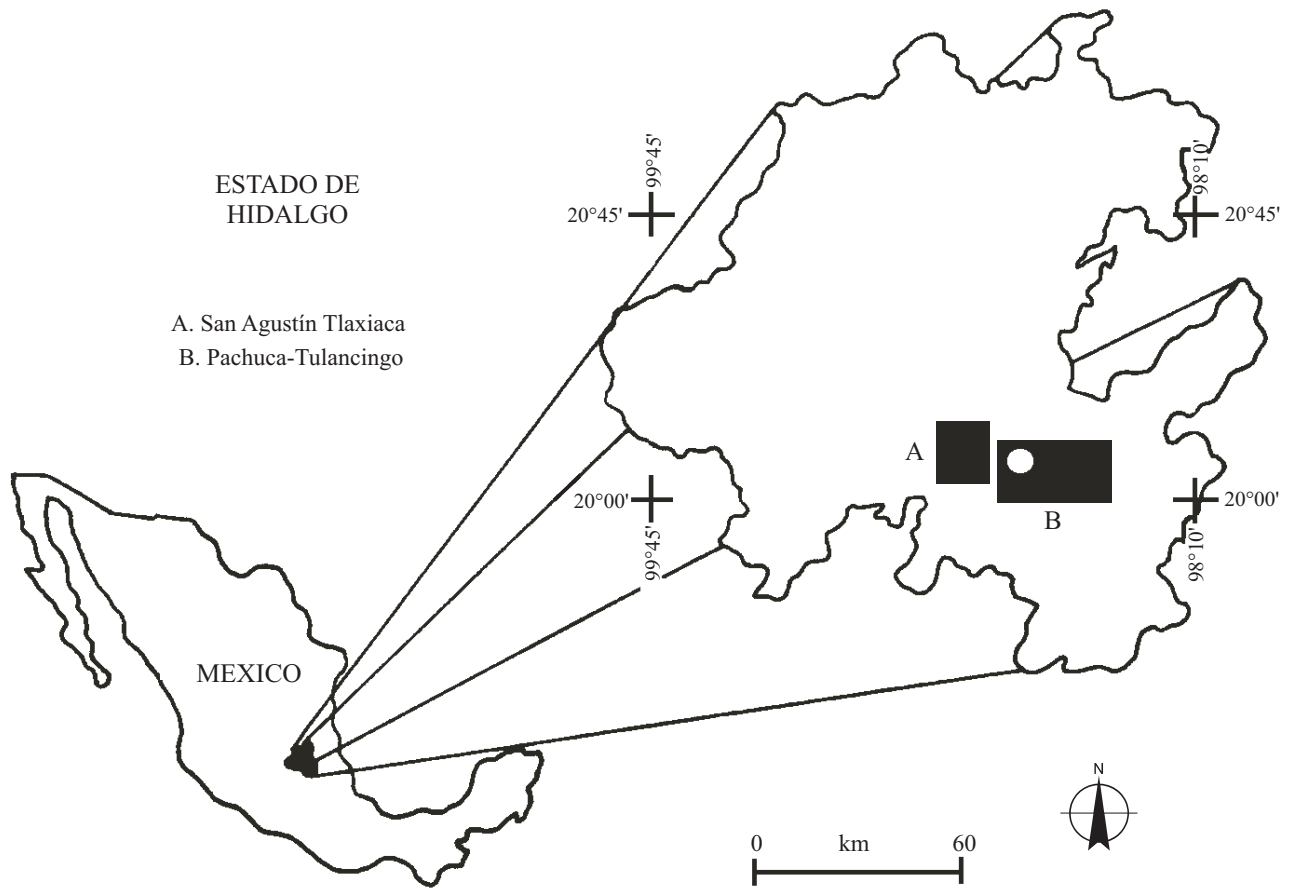 ESTADO DE
HIDALGO
A. San Agustín Tlaxiaca
B. Pachuca-Tulancingo
99°45'
20°45'
98°10'
20°45'
A
B
20°00'
99°45'
20°00'
98°10'
MEXICO
N
0 km 60